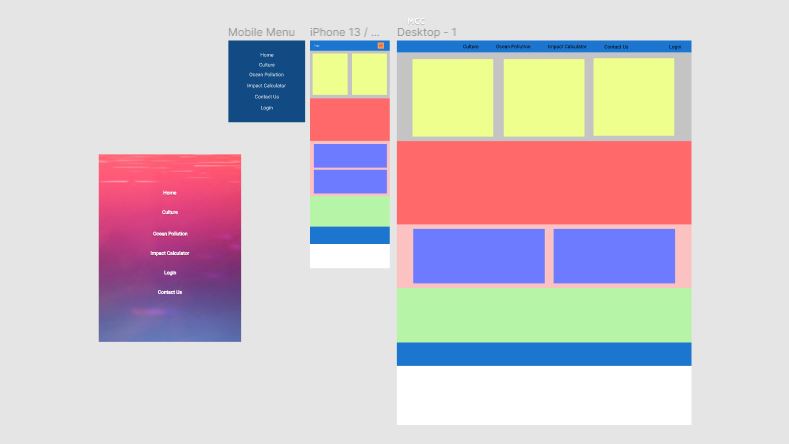 MCC
Mobile Menu
iPhone 13 / ...
Desktop - 1
Home
Culture
Ocean Pollution
Impact Calculator
Contact Us
Login
Culture Ocean Pollution Impact Calculator Contact Us Login
Home
Culture
Ocean Pollution
Impact Calculator
Login
Contact Us